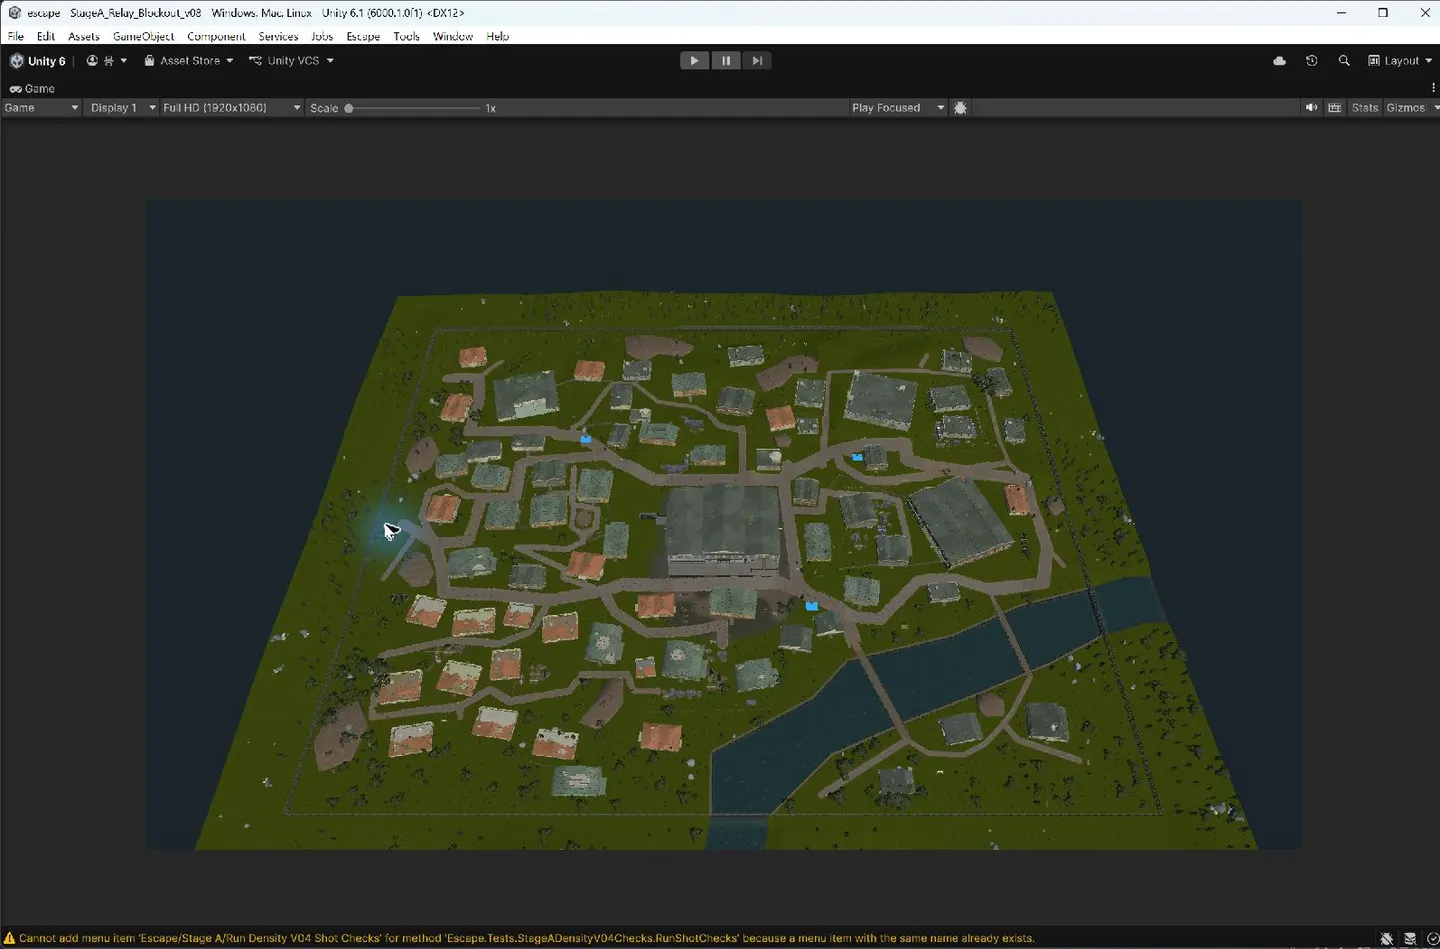 escape - StageA_Relay_Blockout_v08 - Windows, Mac, Linux - Unity 6.1 (6000.1.0f1) <DX12>
File Edit Assets GameObject Component Services Jobs Escape Tools Window Help
Unity 6 Asset Store Unity VCS Layout
Game
Game Display 1 Full HD (1920x1080) Scale 1x Play Focused Stats Gizmos
Cannot add menu item 'Escape/Stage A/Run Density V04 Shot Checks' for method 'Escape.Tests.StageADensityV04Checks.RunShotChecks' because a menu item with the same name already exists.